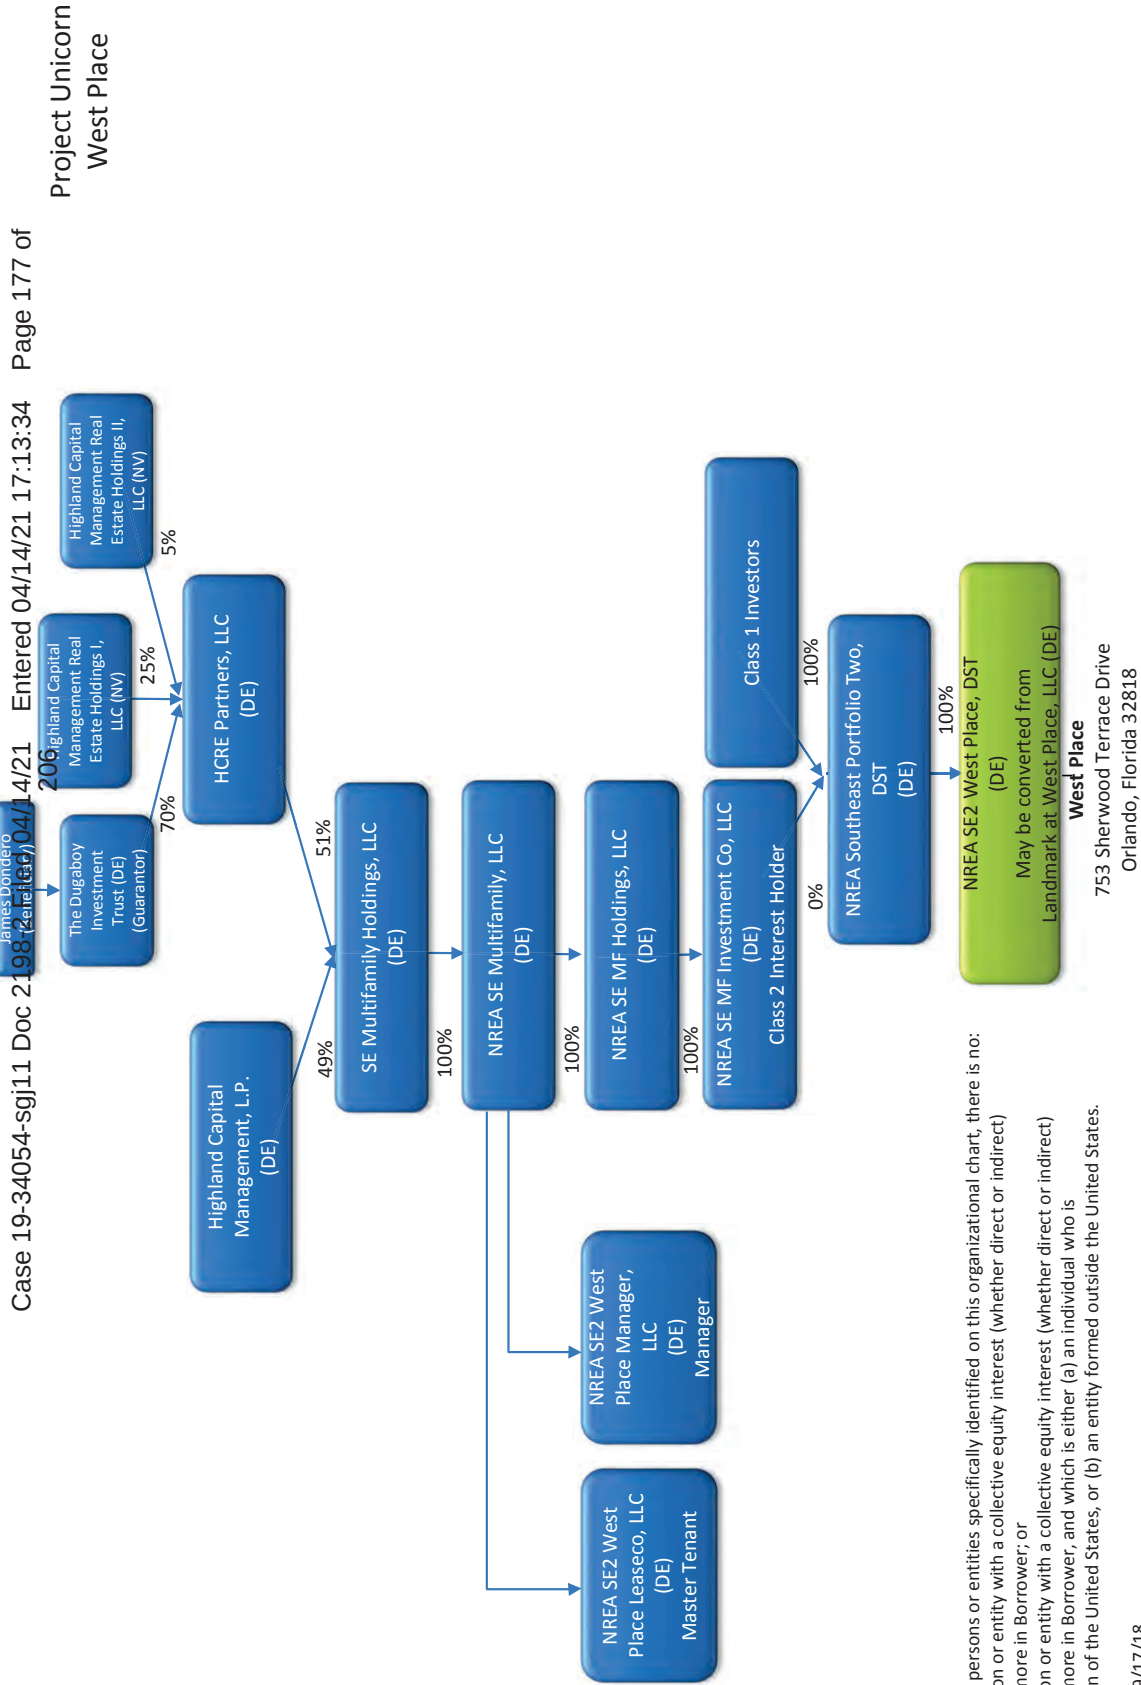 Case 19-34054-sgj11 Doc 2198-2 Filed 04/14/21 Entered 04/14/21 17:13:34 Page 177 of
206
Project Unicorn
West Place
James Dondero
The Dugaboy
Investment
Trust (DE)
(Guarantor)
Highland Capital
Management Real
Estate Holdings I,
LLC (NV)
Highland Capital
Management Real
Estate Holdings II,
LLC (NV)
70%
25%
5%
Highland Capital
Management, L.P.
(DE)
HCRE Partners, LLC
(DE)
49%
51%
SE Multifamily Holdings, LLC
(DE)
100%
NREA SE Multifamily, LLC
(DE)
100%
NREA SE2 West
Place Leaseco, LLC
(DE)
Master Tenant
NREA SE2 West
Place Manager,
LLC
(DE)
Manager
NREA SE MF Holdings, LLC
(DE)
100%
NREA SE MF Investment Co, LLC
(DE)
Class 2 Interest Holder
Class 1 Investors
0%
100%
NREA Southeast Portfolio Two,
DST
(DE)
100%
NREA SE2 West Place, DST
(DE)
May be converted from
Landmark at West Place, LLC (DE)
West Place
753 Sherwood Terrace Drive
Orlando, Florida 32818
persons or entities specifically identified on this organizational chart, there is no:
on or entity with a collective equity interest (whether direct or indirect)
more in Borrower; or
on or entity with a collective equity interest (whether direct or indirect)
more in Borrower, and which is either (a) an individual who is
n of the United States, or (b) an entity formed outside the United States.
9/17/18